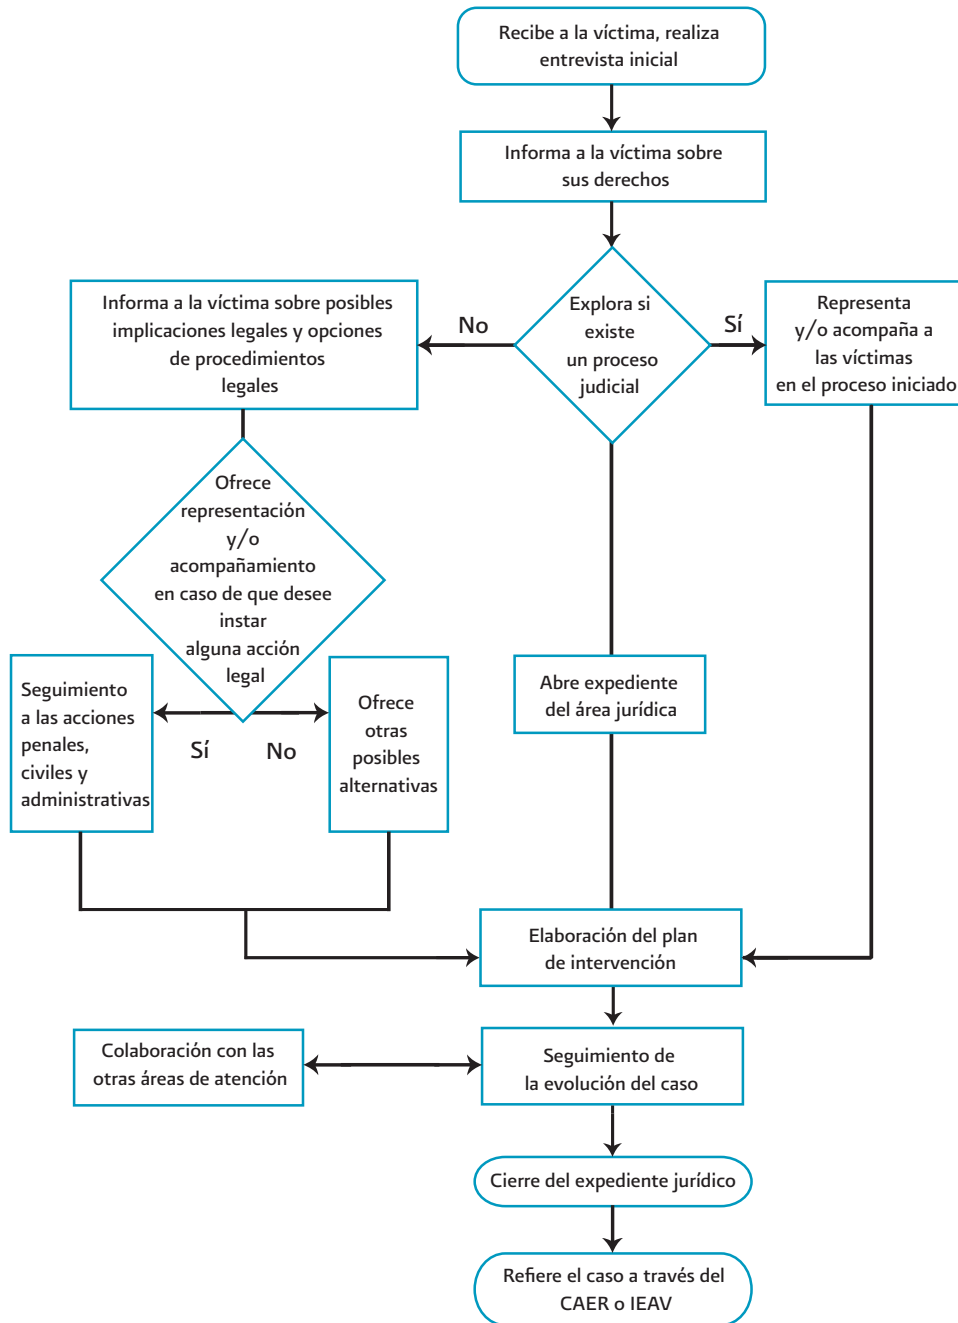 Recibe a la víctima, realiza
entrevista inicial
Informa a la víctima sobre
sus derechos
Explora si
existe
un proceso
judicial
No
Sí
Informa a la víctima sobre posibles
implicaciones legales y opciones
de procedimientos
legales
Representa
y/o acompaña a
las víctimas
en el proceso iniciado
Ofrece
representación
y/o
acompañamiento
en caso de que desee
instar
alguna acción
legal
Sí
No
Seguimiento
a las acciones
penales,
civiles y
administrativas
Ofrece
otras
posibles
alternativas
Abre expediente
del área jurídica
Elaboración del plan
de intervención
Colaboración con las
otras áreas de atención
Seguimiento de
la evolución del caso
Cierre del expediente jurídico
Refiere el caso a través del
CAER o IEAV